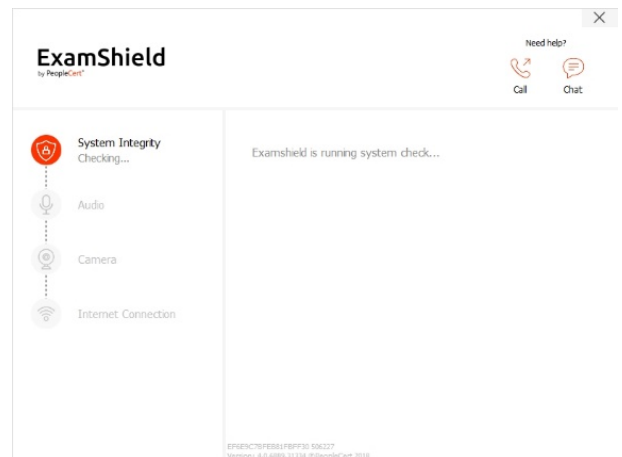 Need help?
ExamShield
by PeopleCert
Call
Chat
System Integrity
Checking...
Examshield is running system check...
Audio
Camera
Internet Connection